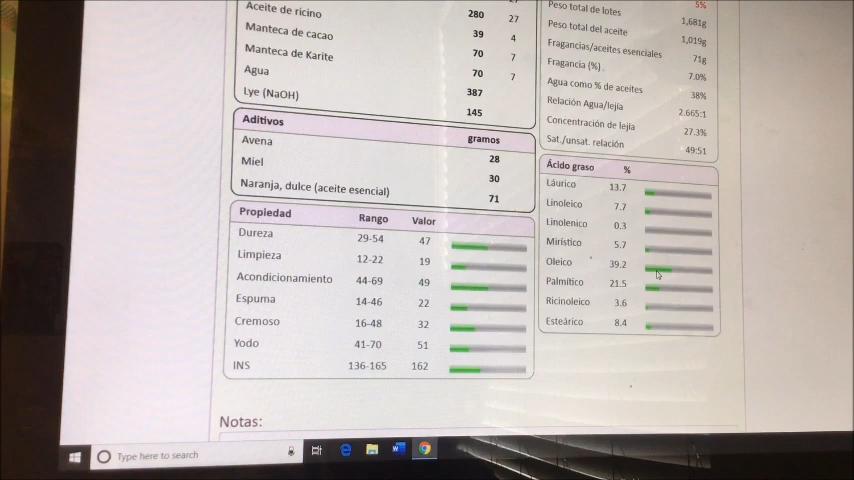 27
Aceite de ricino 280 27
Manteca de cacao 39 4
Manteca de Karite 70 7
Agua 70 7
Lye (NaOH) 387
145
Aditivos gramos
Avena 28
Miel 30
Naranja, dulce (aceite esencial) 71
Propiedad Rango Valor
Dureza 29-54 47
Limpieza 12-22 19
Acondicionamiento 44-69 49
Espuma 14-46 22
Cremoso 16-48 32
Yodo 41-70 51
INS 136-165 162
Notas:
5%
Peso total de lotes 1,681g
Peso total del aceite 1,019g
Fragancias/aceites esenciales 71g
Fragancia (%) 7.0%
Agua como % de aceites 38%
Relación Agua/lejía 2.665:1
Concentración de lejía 27.3%
Sat./unsat. relación 49:51
Ácido graso %
Láurico 13.7
Linoleico 7.7
Linolenico 0.3
Mirístico 5.7
Oleico 39.2
Palmítico 21.5
Ricinoleico 3.6
Esteárico 8.4
Type here to search